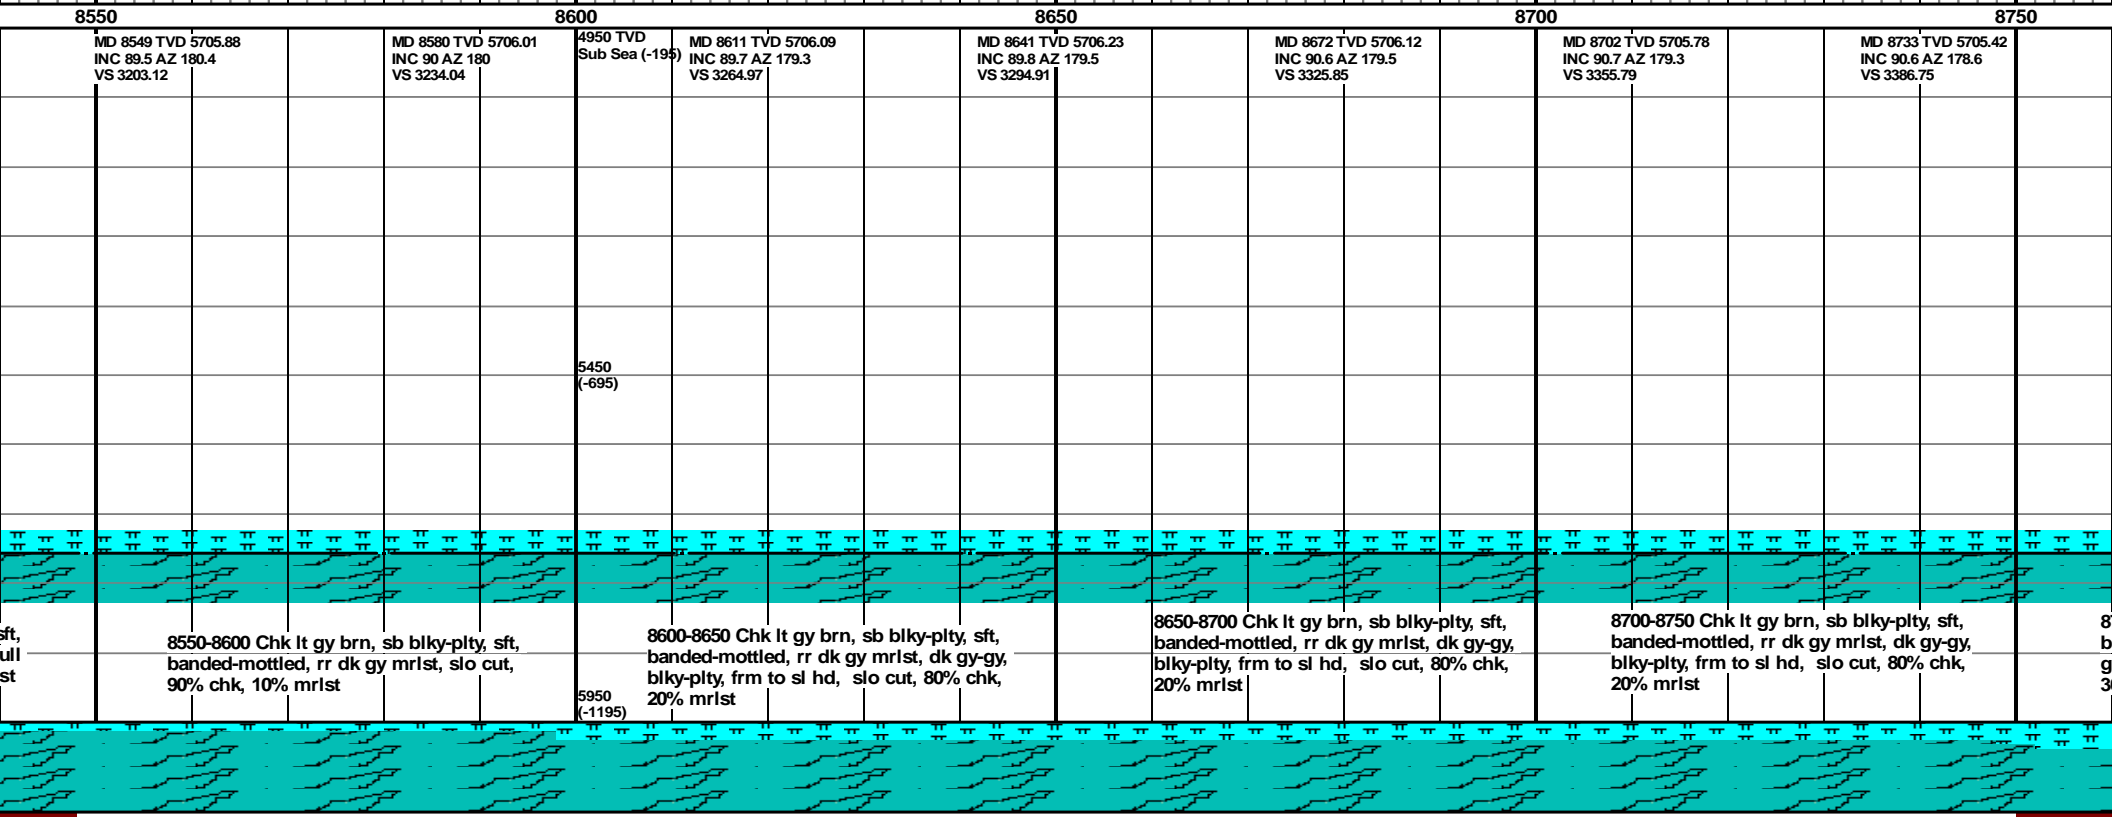 8550
8600
8650
8700
8750
MD 8549 TVD 5705.88
INC 89.5 AZ 180.4
VS 3203.12
MD 8580 TVD 5706.01
INC 90 AZ 180
VS 3234.04
4950 TVD
Sub Sea (-195)
MD 8611 TVD 5706.09
INC 89.7 AZ 179.3
VS 3264.97
MD 8641 TVD 5706.23
INC 89.8 AZ 179.5
VS 3294.91
MD 8672 TVD 5706.12
INC 90.6 AZ 179.5
VS 3325.85
MD 8702 TVD 5705.78
INC 90.7 AZ 179.3
VS 3355.79
MD 8733 TVD 5705.42
INC 90.6 AZ 178.6
VS 3386.75
5450
(-695)
sft,
ull
st
8550-8600 Chk lt gy brn, sb blky-plty, sft,
banded-mottled, rr dk gy mrlst, slo cut,
90% chk, 10% mrlst
5950
(-1195)
8600-8650 Chk lt gy brn, sb blky-plty, sft,
banded-mottled, rr dk gy mrlst, dk gy-gy,
blky-plty, frm to sl hd,  slo cut, 80% chk,
20% mrlst
8650-8700 Chk lt gy brn, sb blky-plty, sft,
banded-mottled, rr dk gy mrlst, dk gy-gy,
blky-plty, frm to sl hd,  slo cut, 80% chk,
20% mrlst
8700-8750 Chk lt gy brn, sb blky-plty, sft,
banded-mottled, rr dk gy mrlst, dk gy-gy,
blky-plty, frm to sl hd,  slo cut, 80% chk,
20% mrlst